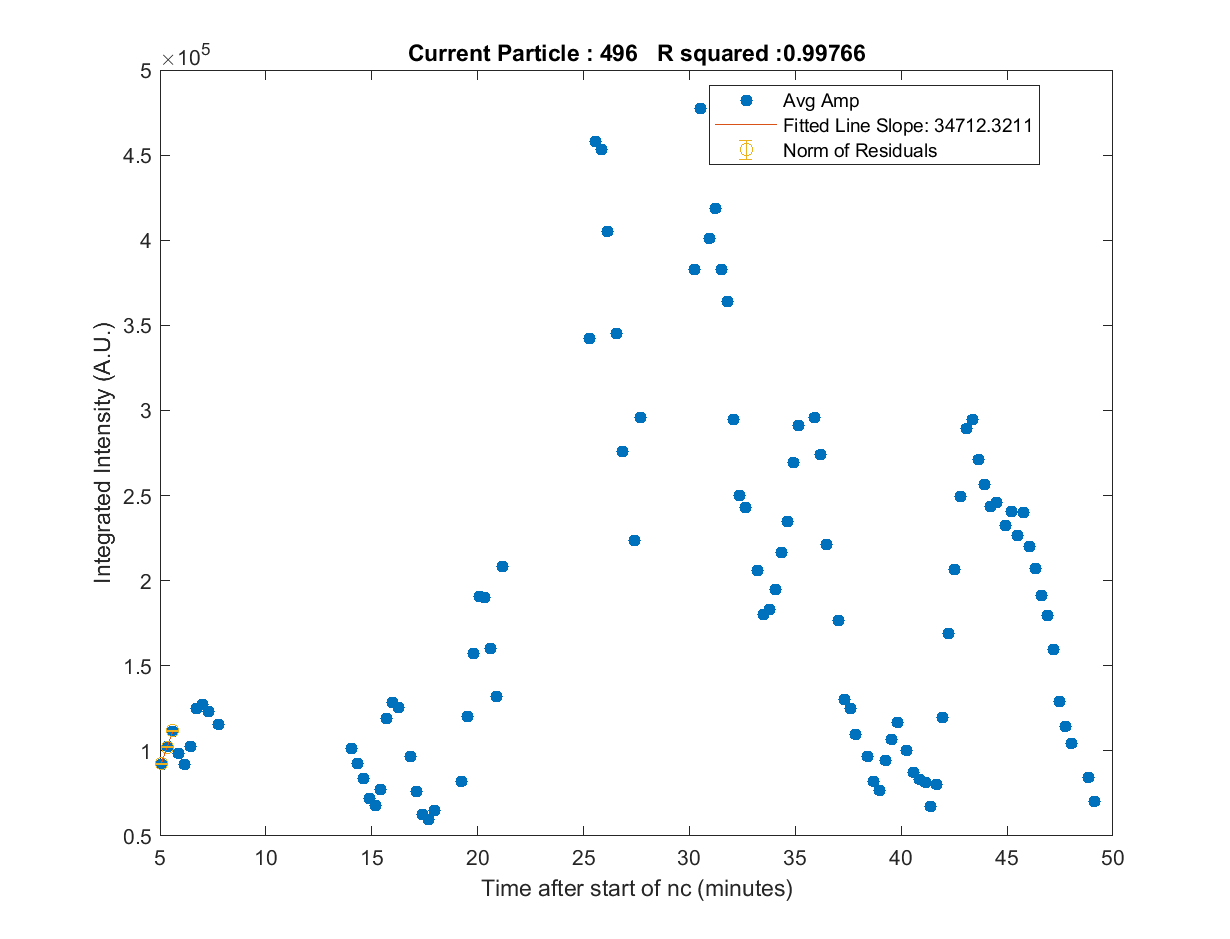 Current Particle : 496   R squared :0.99766
×10^5
5
4.5
4
3.5
3
2.5
2
1.5
1
0.5
Integrated Intensity (A.U.)
Avg Amp
Fitted Line Slope: 34712.3211
Norm of Residuals
5 10 15 20 25 30 35 40 45 50
Time after start of nc (minutes)